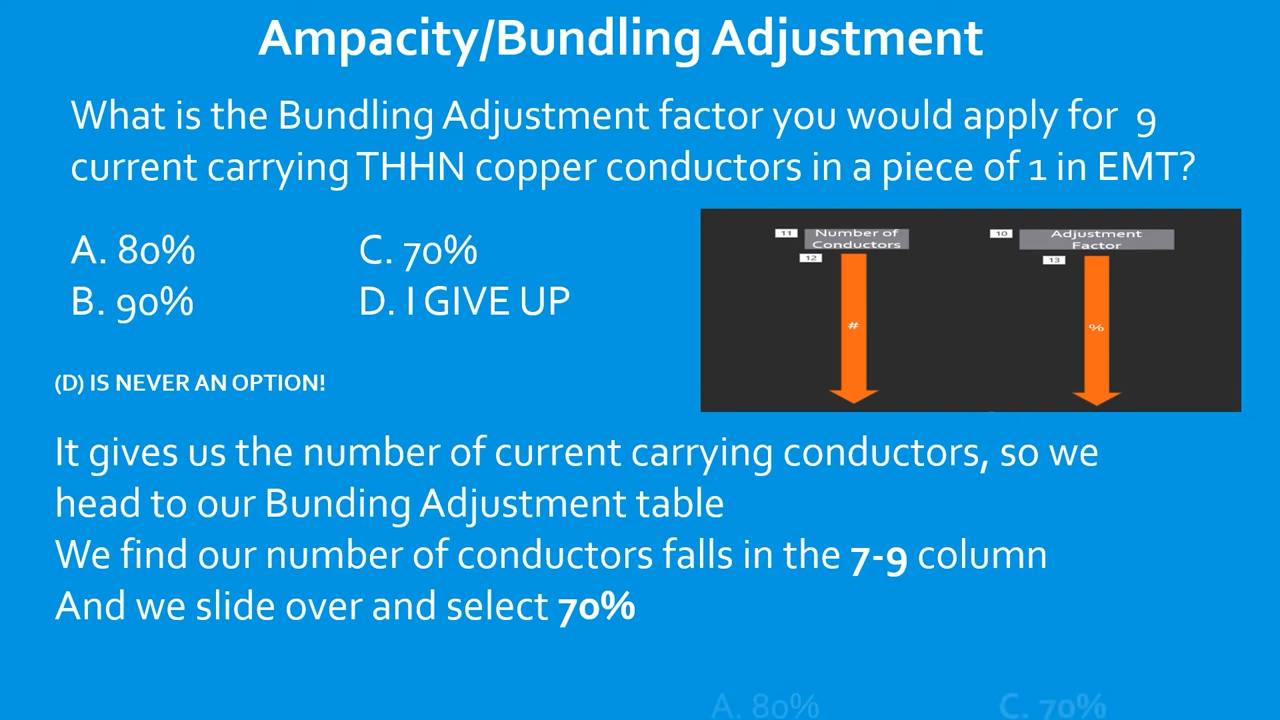 Ampacity/Bundling Adjustment
What is the Bundling Adjustment factor you would apply for 9
current carrying THHN copper conductors in a piece of 1 in EMT?
A. 80%
C. 70%
B. 90%
D. I GIVE UP
(D) IS NEVER AN OPTION!
11
Number of
Conductors
12
#
10
Adjustment
Factor
13
%
It gives us the number of current carrying conductors, so we
head to our Bunding Adjustment table
We find our number of conductors falls in the 7-9 column
And we slide over and select 70%
A. 80%
C. 70%